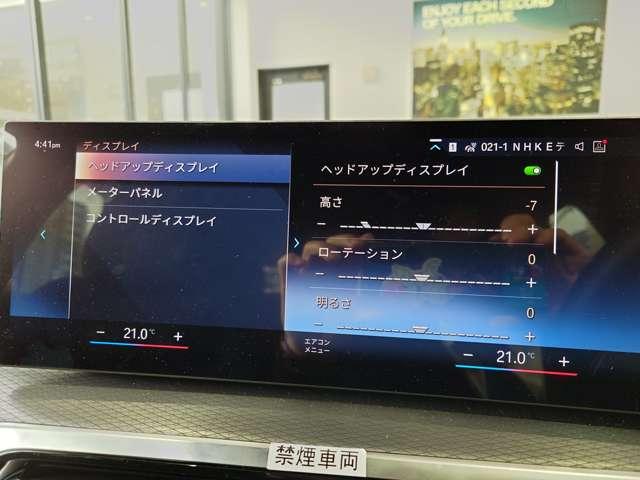 ENJOY EACH SECOND
OF YOUR DRIVE.
4:41pm
ディスプレイ
1 021-1 ＮＨＫＥテ
ヘッドアップディスプレイ
メーターパネル
コントロールディスプレイ
ヘッドアップディスプレイ
高さ -7
− +
ローテーション 0
− +
明るさ 0
− +
− 21.0℃ +
エアコン
メニュー
− 21.0℃ +
禁煙車両